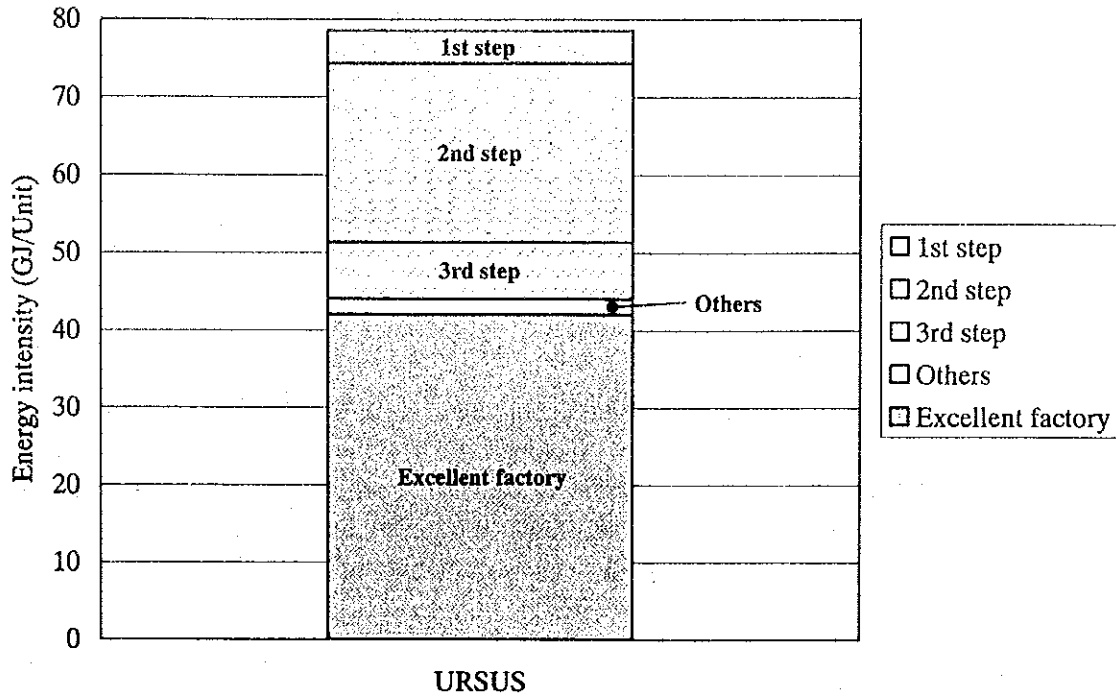 80
70
60
50
40
30
20
10
0
Energy intensity (GJ/Unit)
1st step
2nd step
3rd step
Others
Excellent factory
URSUS
1st step
2nd step
3rd step
Others
Excellent factory